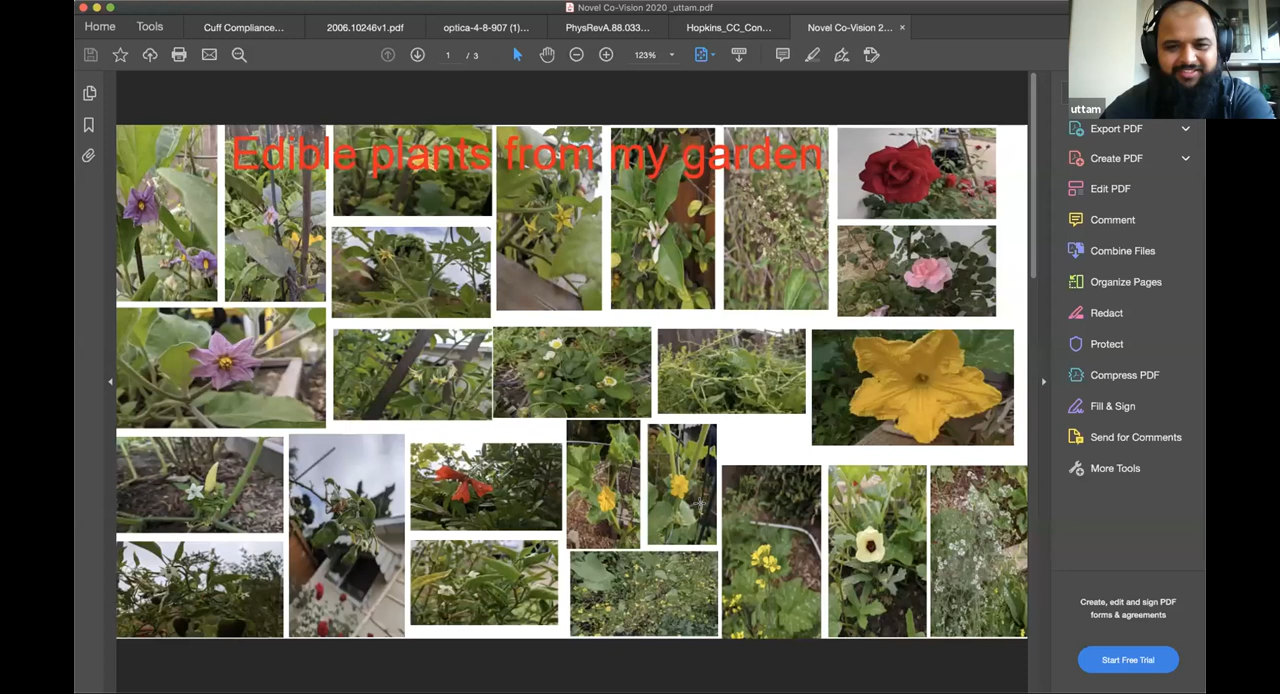 Novel Co-Vision 2020 _uttam.pdf
Home
Tools
Cuff Compliance...
2006.10246v1.pdf
optica-4-8-907 (1)...
PhysRevA.88.033...
Hopkins_CC_Con...
Novel Co-Vision 2...
1 / 3
123%
uttam
Edible plants from my garden
Export PDF
Create PDF
Edit PDF
Comment
Combine Files
Organize Pages
Redact
Protect
Compress PDF
Fill & Sign
Send for Comments
More Tools
Create, edit and sign PDF
forms & agreements
Start Free Trial